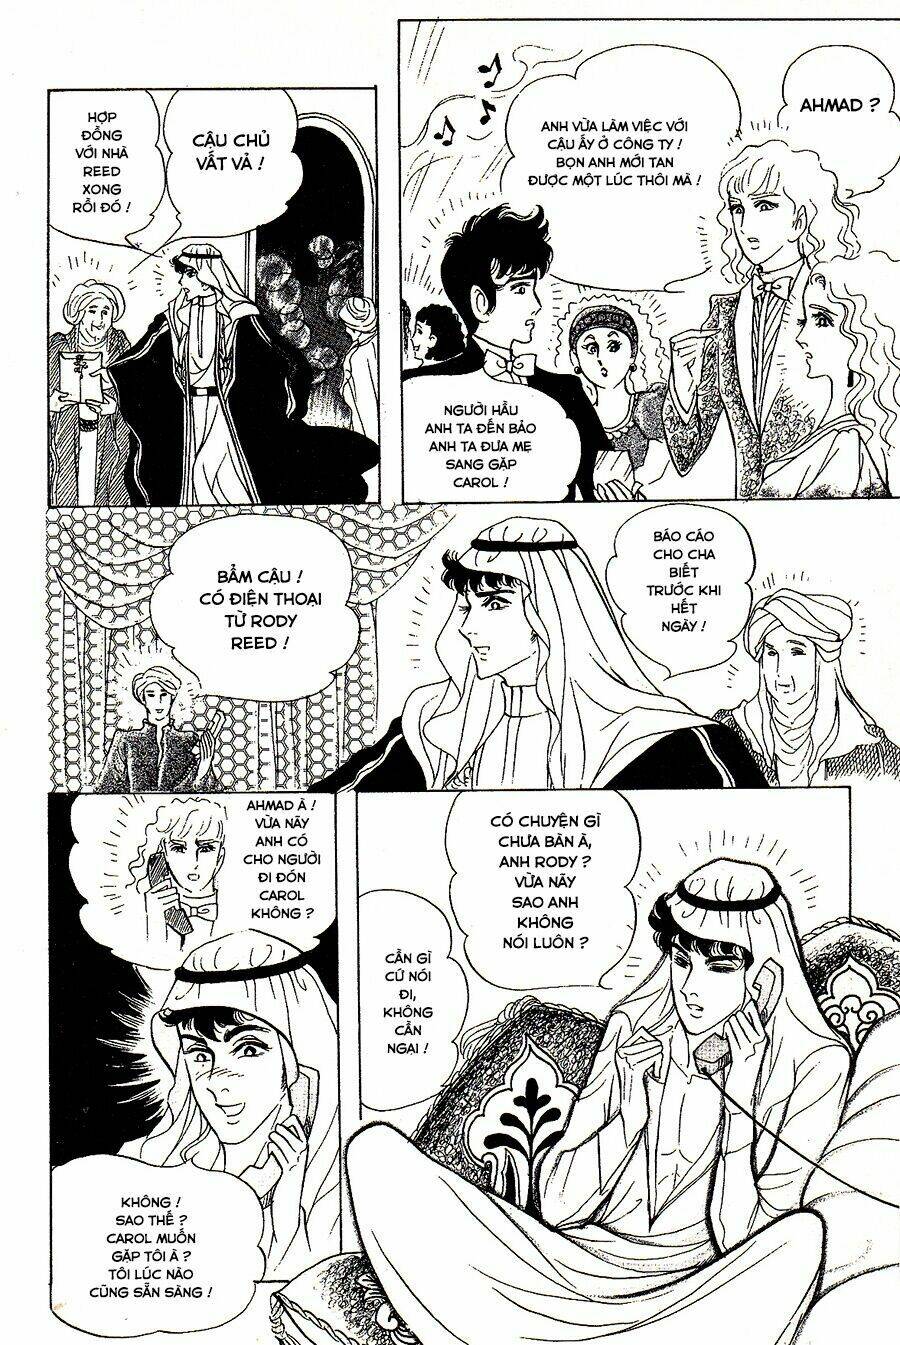 AHMAD ?
ANH VỪA LÀM VIỆC VỚI
CẬU ẤY Ở CÔNG TY !
BỌN ANH MỚI TAN
ĐƯỢC MỘT LÚC THÔI MÀ !
NGƯỜI HẦU
ANH TA ĐẾN BẢO
ANH TA ĐƯA MẸ
SANG GẶP
CAROL !
CẬU CHỦ
VẤT VẢ !
HỢP
ĐỒNG
VỚI NHÀ
REED
XONG
RỒI ĐÓ !
BÁO CÁO
CHO CHA
BIẾT
TRƯỚC KHI
HẾT
NGÀY !
BẨM CẬU !
CÓ ĐIỆN THOẠI
TỪ RODY
REED !
CÓ CHUYỆN GÌ
CHƯA BÀN À,
ANH RODY ?
VỪA NÃY
SAO ANH
KHÔNG
NÓI LUÔN ?
CẦN GÌ
CỨ NÓI
ĐI,
KHÔNG
CẦN
NGẠI !
AHMAD À !
VỪA NÃY
ANH CÓ
CHO NGƯỜI
ĐI ĐÓN
CAROL
KHÔNG ?
KHÔNG !
SAO THẾ ?
CAROL MUỐN
GẶP TÔI À ?
TÔI LÚC NÀO
CŨNG SẴN SÀNG !